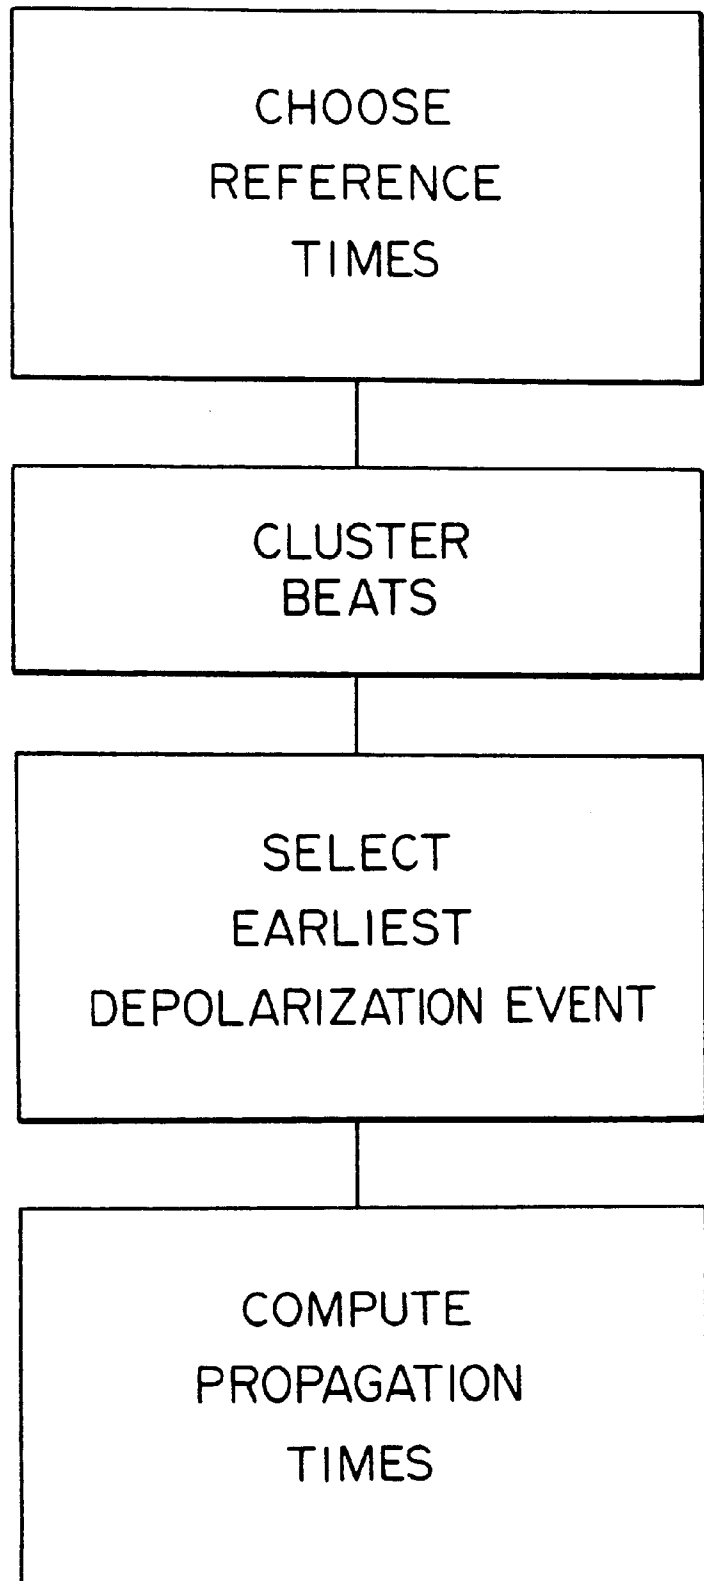 CHOOSE
REFERENCE
TIMES
CLUSTER
BEATS
SELECT
EARLIEST
DEPOLARIZATION EVENT
COMPUTE
PROPAGATION
TIMES